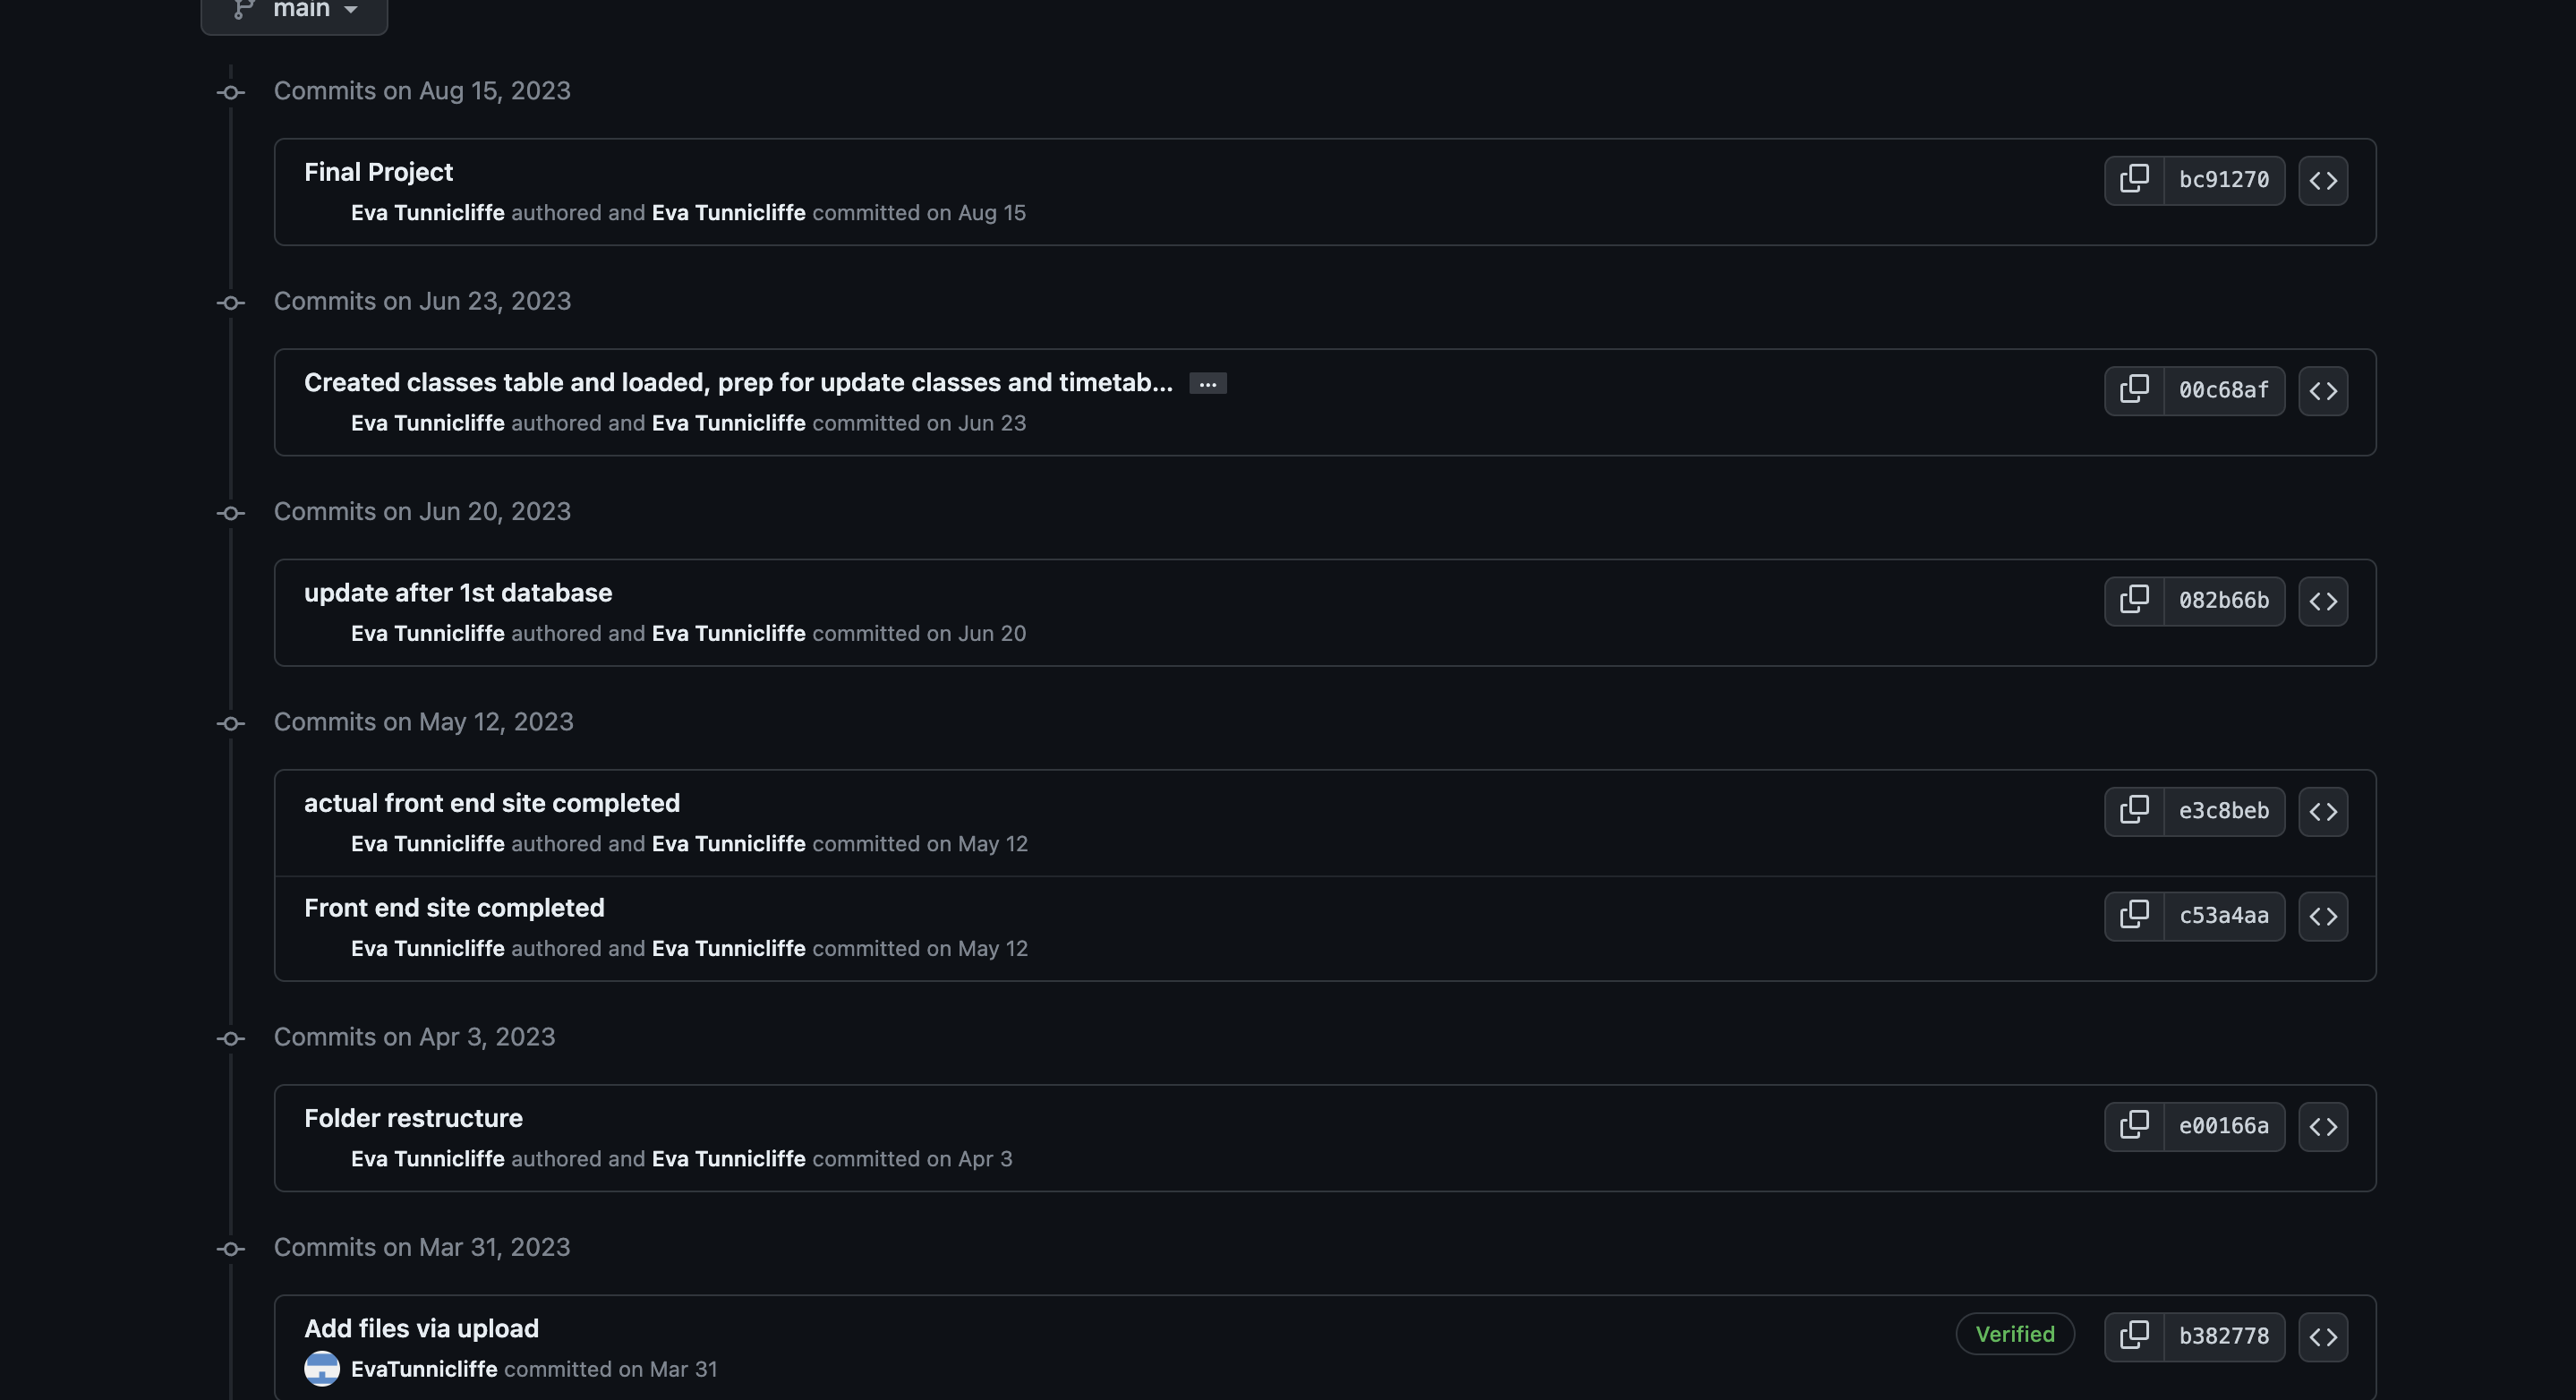 main
Commits on Aug 15, 2023
Final Project
bc91270
Eva Tunnicliffe authored and Eva Tunnicliffe committed on Aug 15
Commits on Jun 23, 2023
Created classes table and loaded, prep for update classes and timetab... ...
00c68af
Eva Tunnicliffe authored and Eva Tunnicliffe committed on Jun 23
Commits on Jun 20, 2023
update after 1st database
082b66b
Eva Tunnicliffe authored and Eva Tunnicliffe committed on Jun 20
Commits on May 12, 2023
actual front end site completed
e3c8beb
Eva Tunnicliffe authored and Eva Tunnicliffe committed on May 12
Front end site completed
c53a4aa
Eva Tunnicliffe authored and Eva Tunnicliffe committed on May 12
Commits on Apr 3, 2023
Folder restructure
e00166a
Eva Tunnicliffe authored and Eva Tunnicliffe committed on Apr 3
Commits on Mar 31, 2023
Add files via upload
Verified
b382778
EvaTunnicliffe committed on Mar 31